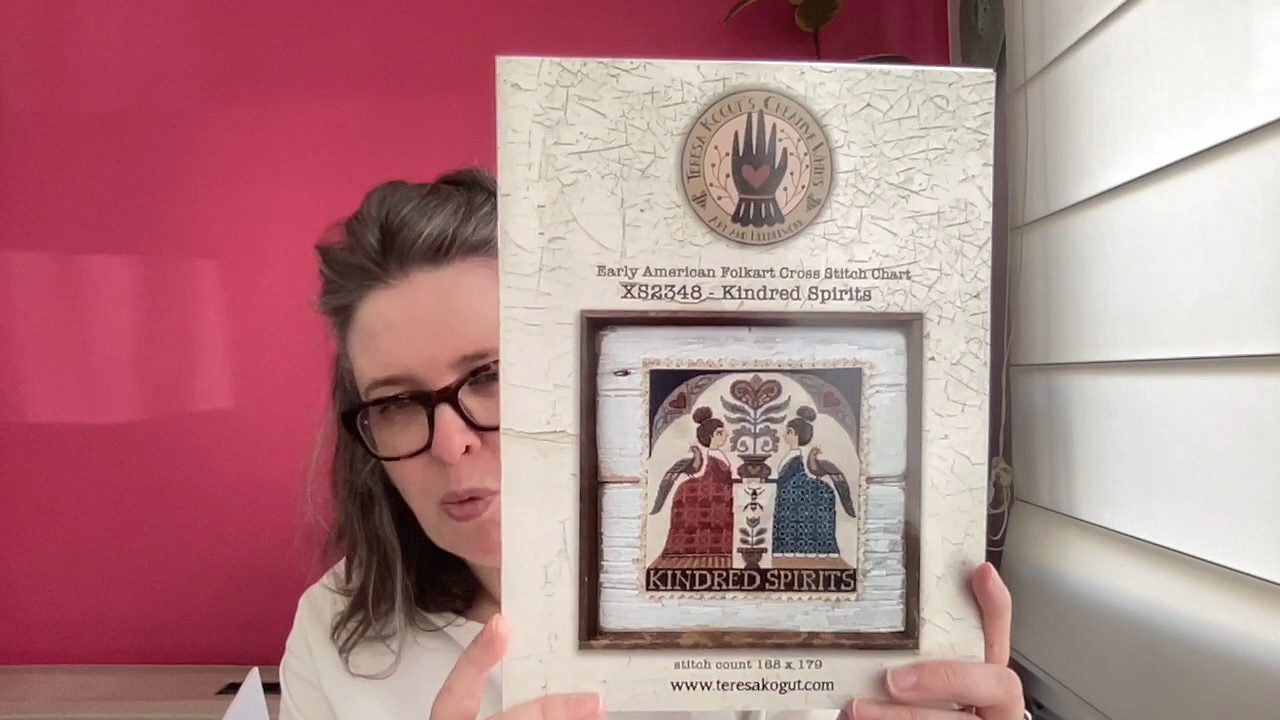 TERESA KOGUT'S CREATIVE WHIMS
ART AND NEEDLEWORK
Early American Folkart Cross Stitch Chart
XS2348 - Kindred Spirits
KINDRED SPIRITS
stitch count 168 x 179
www.teresakogut.com